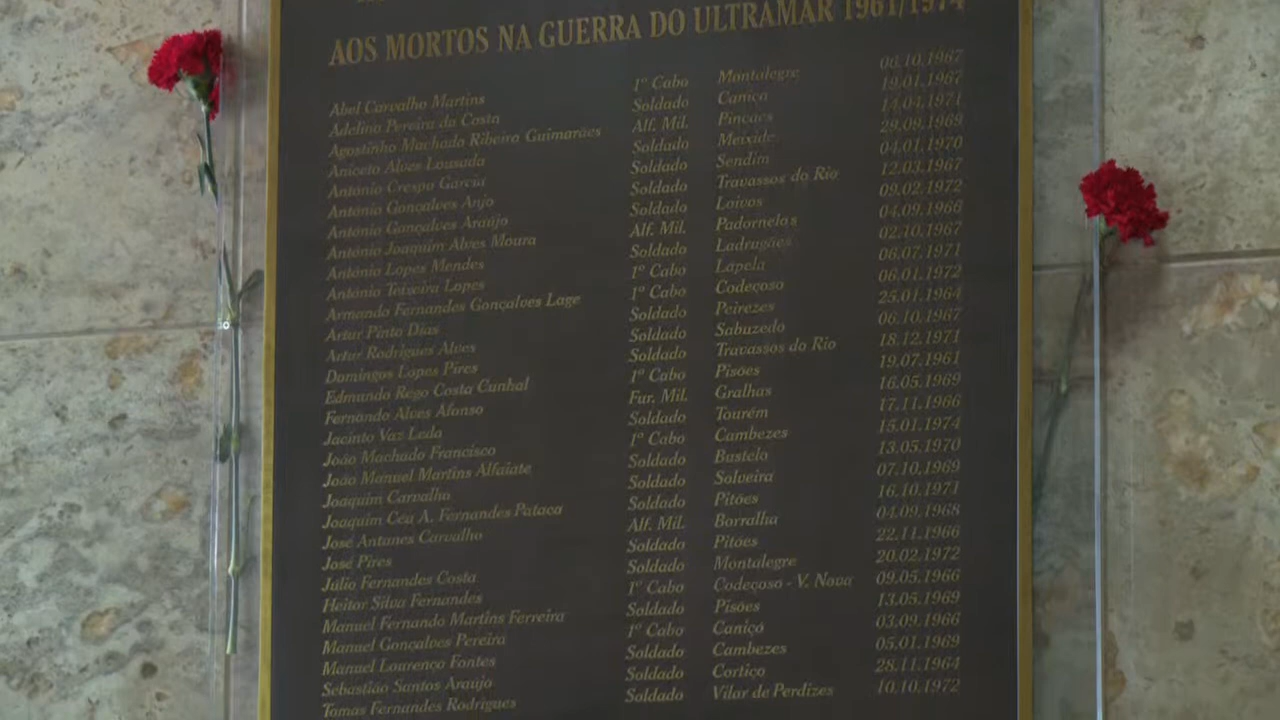 AOS MORTOS NA GUERRA DO ULTRAMAR 1961/1974
Abel Carvalho Martins 1º Cabo Montalegre 06.10.1967
Adelino Pereira da Costa Soldado Caniço 19.01.1967
Agostinho Machado Ribeiro Guimarães Alf. Mil. Pincães 14.04.1971
Aniceto Alves Lousada Soldado Meixide 29.09.1969
António Crespo Garcia Soldado Sendim 04.01.1970
António Gonçalves Anjo Soldado Travassos do Rio 12.03.1967
António Gonçalves Araújo Soldado Loivos 09.02.1972
António Joaquim Alves Moura Alf. Mil. Padornelos 04.09.1966
António Lopes Mendes Soldado Ladrugães 02.10.1967
António Teixeira Lopes 1º Cabo Lapela 06.07.1971
Armando Fernandes Gonçalves Lage 1º Cabo Codeçoso 06.01.1972
Artur Pinto Dias Soldado Peirezes 25.01.1964
Artur Rodrigues Alves Soldado Sabuzedo 06.10.1967
Domingos Lopes Pires Soldado Travassos do Rio 18.12.1971
Edmundo Rego Costa Cunhal 1º Cabo Pisões 19.07.1961
Fernando Alves Afonso Fur. Mil. Gralhas 16.05.1969
Jacinto Vaz Leda Soldado Tourém 17.11.1966
João Machado Francisco 1º Cabo Cambezes 15.01.1974
João Manuel Martins Alfaiate Soldado Bustelo 13.05.1970
Joaquim Carvalho Soldado Solveira 07.10.1969
Joaquim Ceu A. Fernandes Pataca Soldado Pitões 16.10.1971
José Antanes Carvalho Alf. Mil. Borralha 04.09.1968
José Pires Soldado Pitões 22.11.1966
Júlio Fernandes Costa Soldado Montalegre 20.02.1972
Heitor Silva Fernandes 1º Cabo Codeçoso - V. Nova 09.05.1966
Manuel Fernando Martins Ferreira Soldado Pisões 13.05.1969
Manuel Gonçalves Pereira 1º Cabo Caniçó 03.09.1966
Manuel Lourenço Fontes Soldado Cambezes 05.01.1969
Sebastião Santos Araújo Soldado Cortiço 28.11.1964
Tomas Fernandes Rodrigues Soldado Vilar de Perdizes 10.10.1972